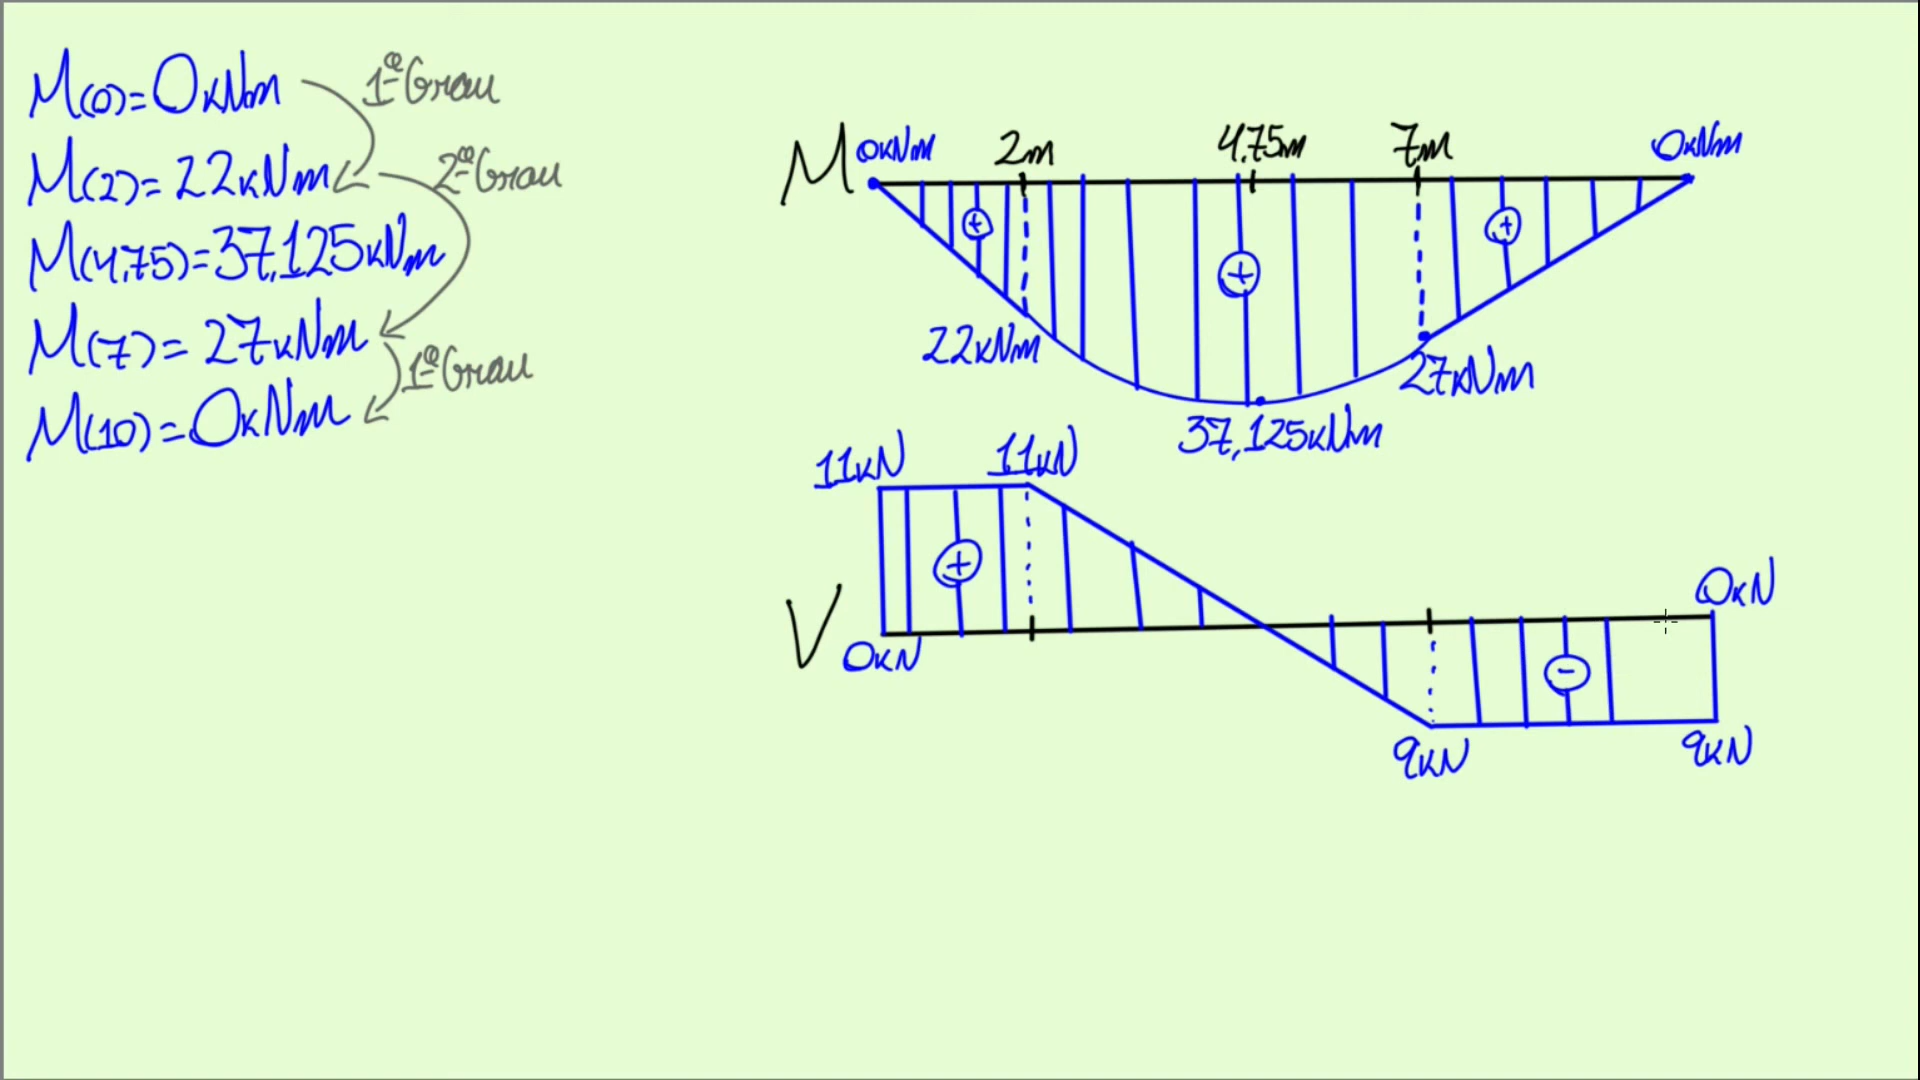 M(0)=0kNm
1º Grau
M(2)=22kNm
2º Grau
M(4,75)=37,125kNm
M(7)=27kNm
1º Grau
M(10)=0kNm
M
0kNm 2m 4,75m 7m 0kNm
+ + +
22kNm 27kNm
37,125kNm
11kN 11kN
+
V
0kN 0kN
-
9kN 9kN